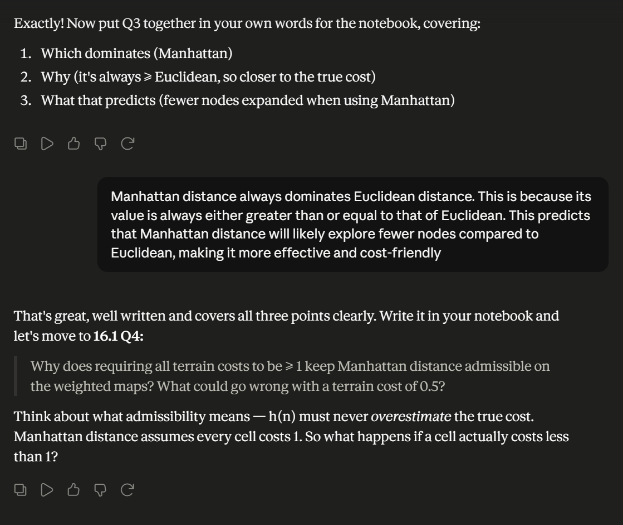 Exactly! Now put Q3 together in your own words for the notebook, covering:
1. Which dominates (Manhattan)
2. Why (it's always ⩾ Euclidean, so closer to the true cost)
3. What that predicts (fewer nodes expanded when using Manhattan)
Manhattan distance always dominates Euclidean distance. This is because its
value is always either greater than or equal to that of Euclidean. This predicts
that Manhattan distance will likely explore fewer nodes compared to
Euclidean, making it more effective and cost-friendly
That's great, well written and covers all three points clearly. Write it in your notebook and
let's move to 16.1 Q4:
Why does requiring all terrain costs to be ⩾ 1 keep Manhattan distance admissible on
the weighted maps? What could go wrong with a terrain cost of 0.5?
Think about what admissibility means — h(n) must never overestimate the true cost.
Manhattan distance assumes every cell costs 1. So what happens if a cell actually costs less
than 1?